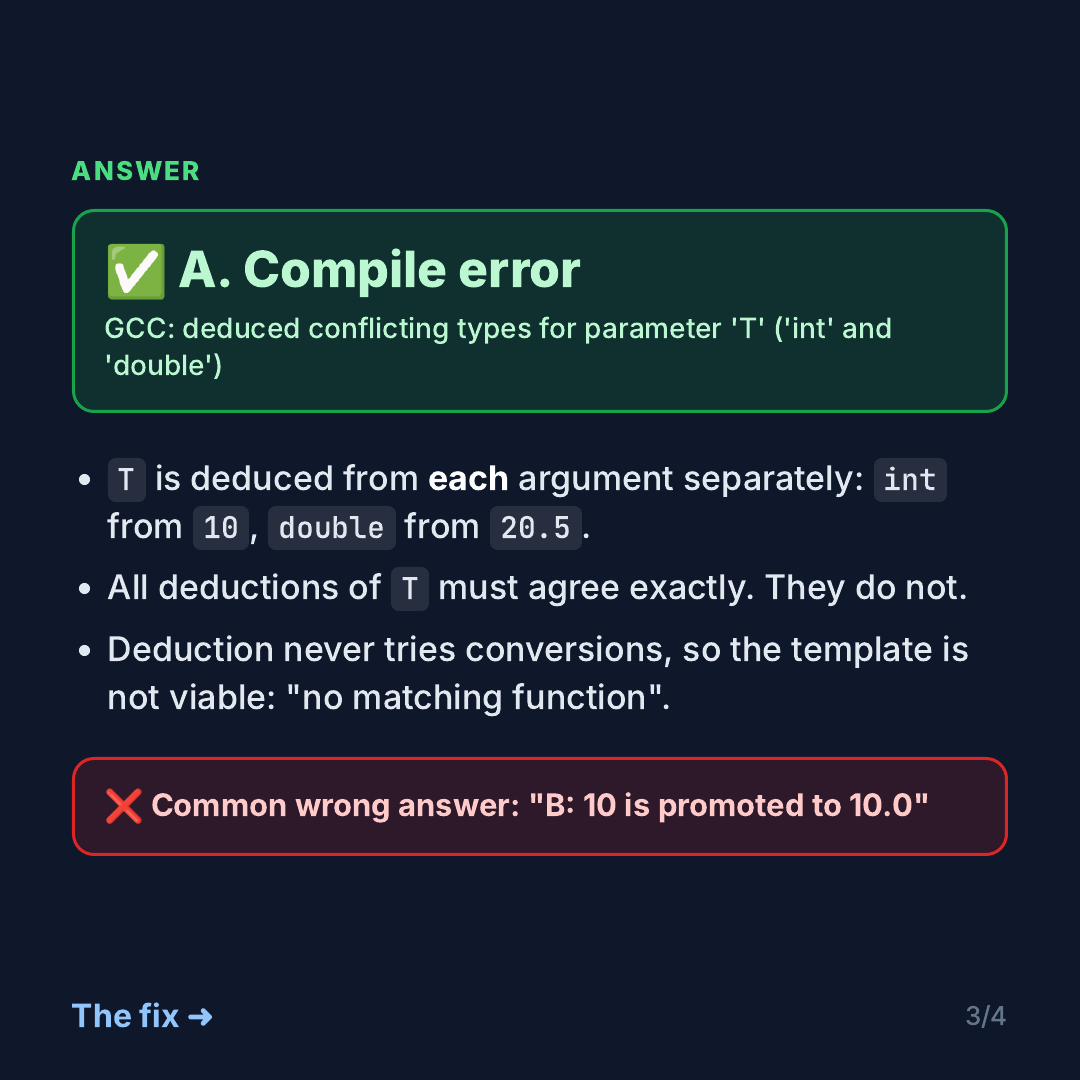 ANSWER
✅ A. Compile error
GCC: deduced conflicting types for parameter 'T' ('int' and
'double')
• T is deduced from each argument separately: int
from 10, double from 20.5.
• All deductions of T must agree exactly. They do not.
• Deduction never tries conversions, so the template is
not viable: "no matching function".
❌ Common wrong answer: "B: 10 is promoted to 10.0"
The fix ➜
3/4